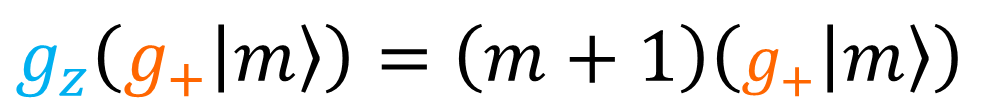 g_z(g_+|m⟩) = (m + 1)(g_+|m⟩)